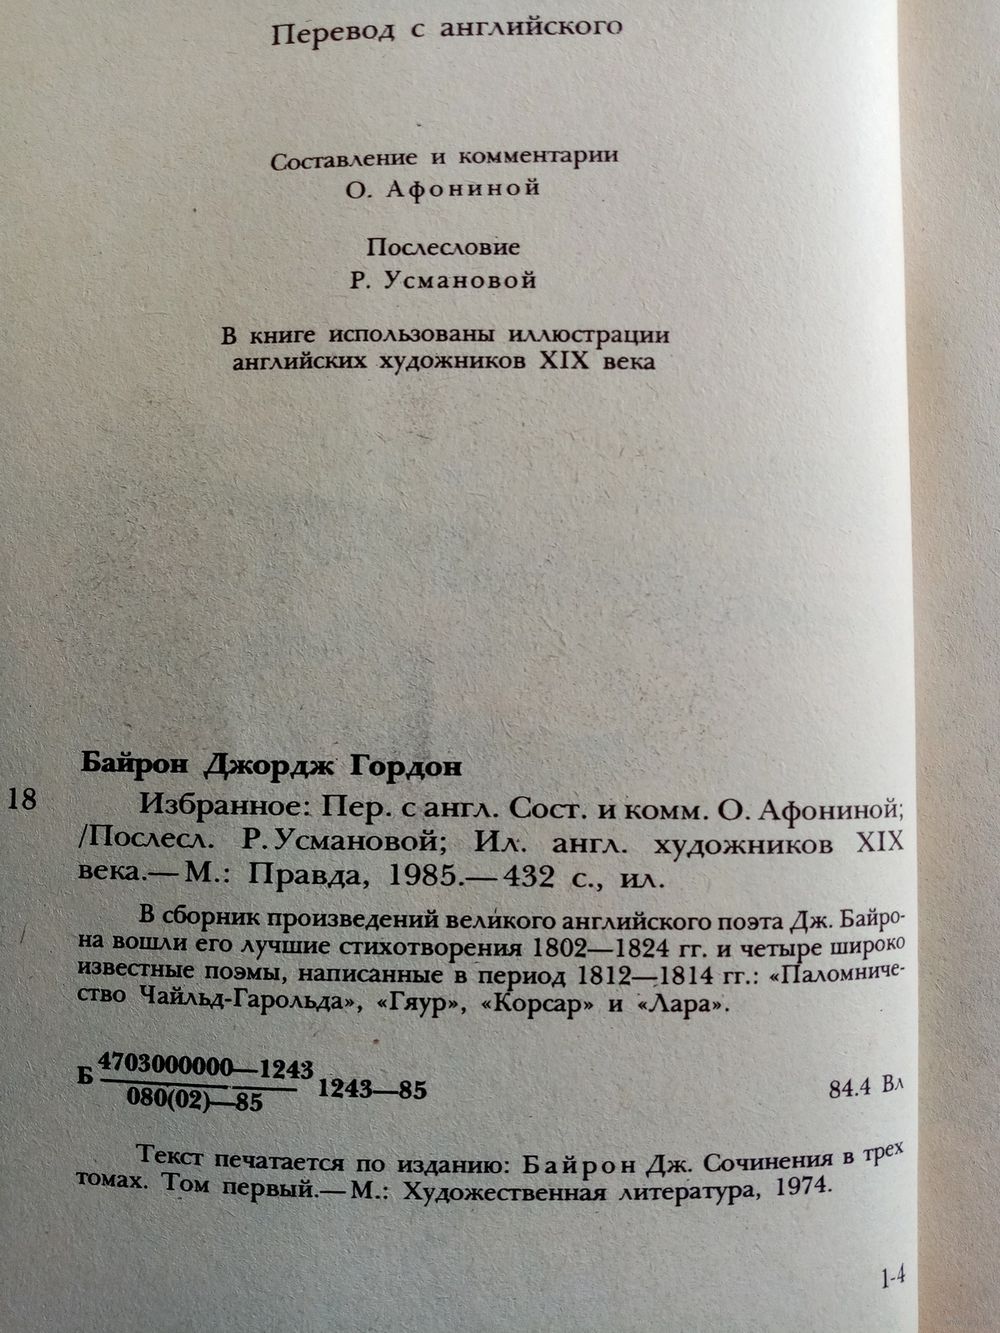 Перевод с английского
Составление и комментарии
О. Афониной
Послесловие
Р. Усмановой
В книге использованы иллюстрации
английских художников XIX века
Байрон Джордж Гордон
18
Избранное: Пер. с англ. Сост. и комм. О. Афониной;
/Послесл. Р. Усмановой; Ил. англ. художников XIX
века.—М.: Правда, 1985.—432 с., ил.
В сборник произведений великого английского поэта Дж. Байро-
на вошли его лучшие стихотворения 1802—1824 гг. и четыре широко
известные поэмы, написанные в период 1812—1814 гг.: «Паломниче-
ство Чайльд-Гарольда», «Гяур», «Корсар» и «Лара».
Б 4703000000—1243
080(02)—85
1243—85
84.4 Вл
Текст печатается по изданию: Байрон Дж. Сочинения в трех
томах. Том первый.—М.: Художественная литература, 1974.
1-4